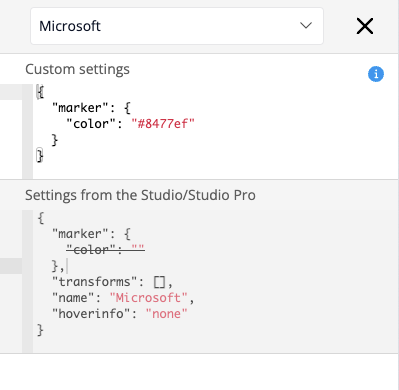 Microsoft
Custom settings
{
"marker": {
"color": "#8477ef"
}
}
Settings from the Studio/Studio Pro
{
"marker": {
"color": ""
},
"transforms": [],
"name": "Microsoft",
"hoverinfo": "none"
}